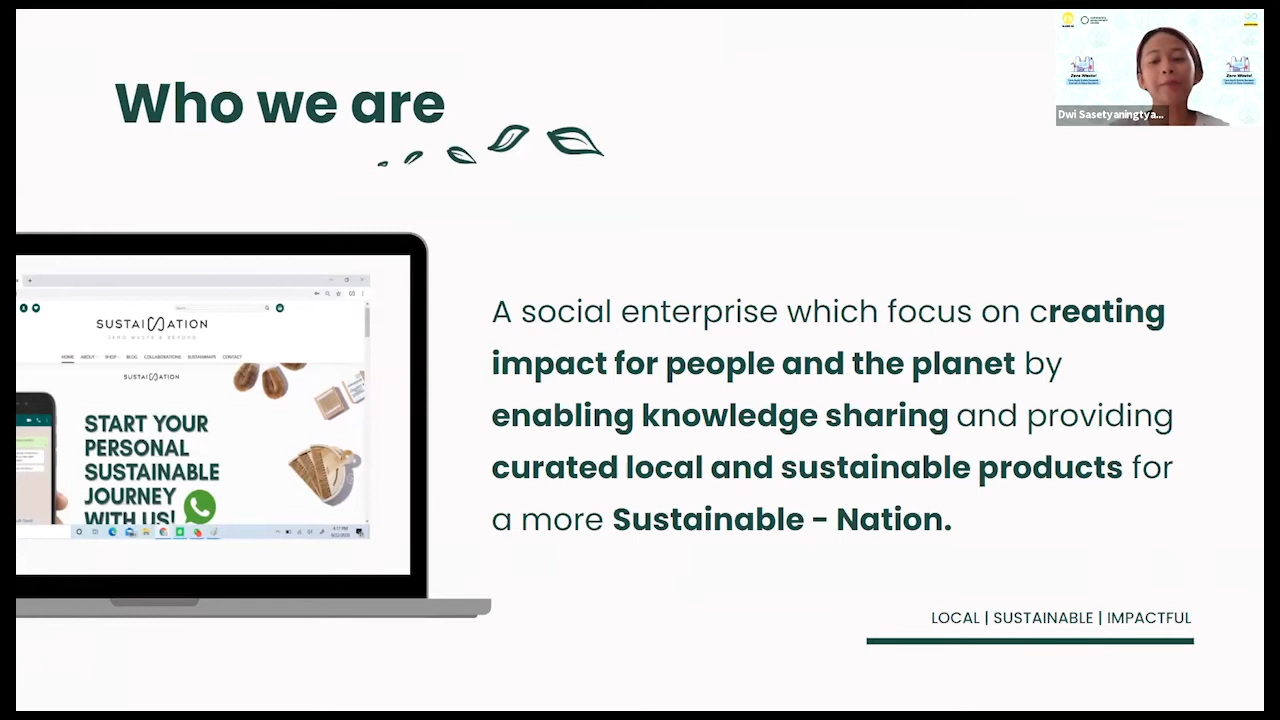 Who we are
Zero Waste!
Zero Waste!
Dwi Sasetyaningtya...
SUSTAINATION
ZERO WASTE & BEYOND
HOME ABOUT SHOP BLOG COLLABORATIONS SUSTAINMAPS CONTACT
SUSTAINATION
START YOUR
PERSONAL
SUSTAINABLE
JOURNEY
WITH US!
A social enterprise which focus on creating
impact for people and the planet by
enabling knowledge sharing and providing
curated local and sustainable products for
a more Sustainable - Nation.
LOCAL | SUSTAINABLE | IMPACTFUL